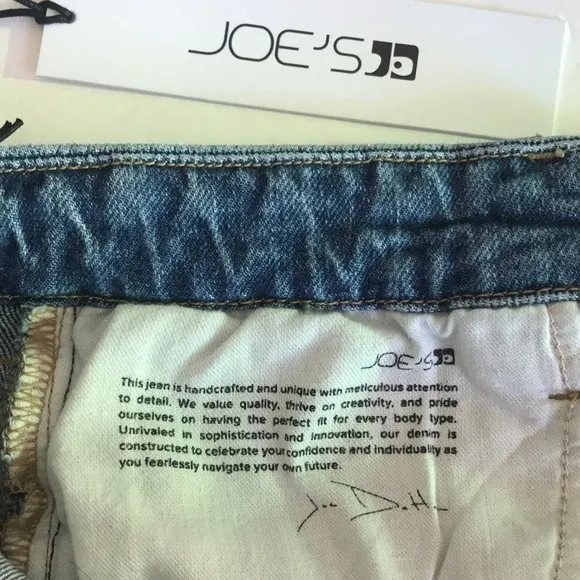 JOE'S
JOE'S
This jean is handcrafted and unique with meticulous attention
to detail. We value quality, thrive on creativity, and pride
ourselves on having the perfect fit for every body type.
Unrivaled in sophistication and innovation, our denim is
constructed to celebrate your confidence and individuality as
you fearlessly navigate your own future.
Joe